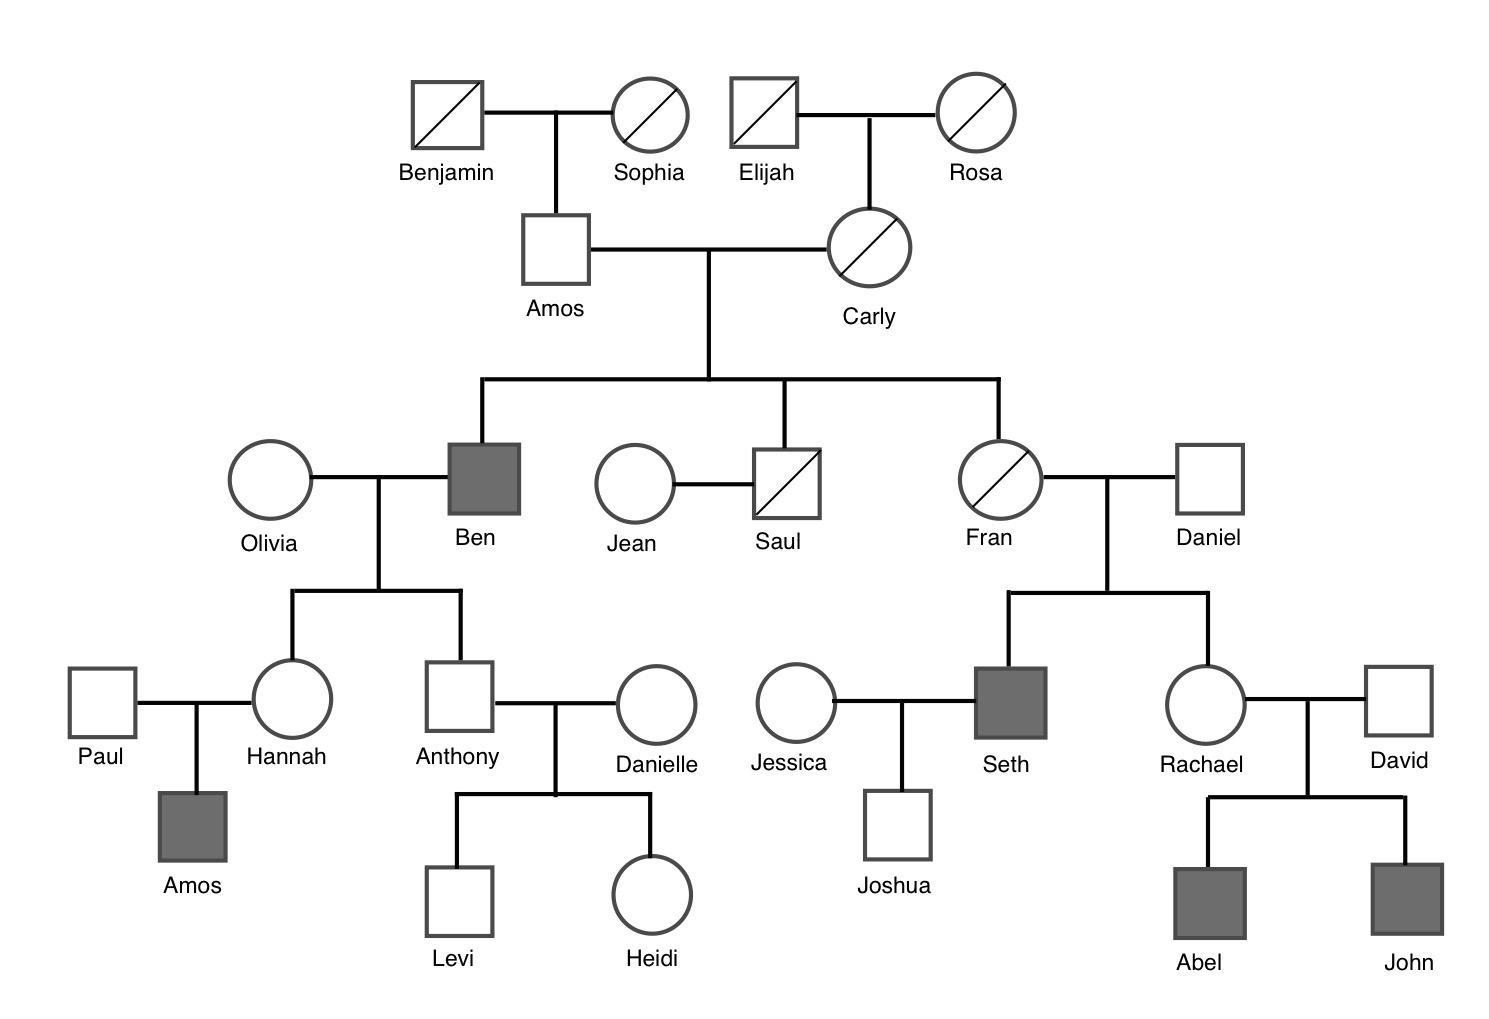 Benjamin
Sophia
Elijah
Rosa
Amos
Carly
Olivia
Ben
Jean
Saul
Fran
Daniel
Paul
Hannah
Anthony
Danielle
Jessica
Seth
Rachael
David
Amos
Levi
Heidi
Joshua
Abel
John